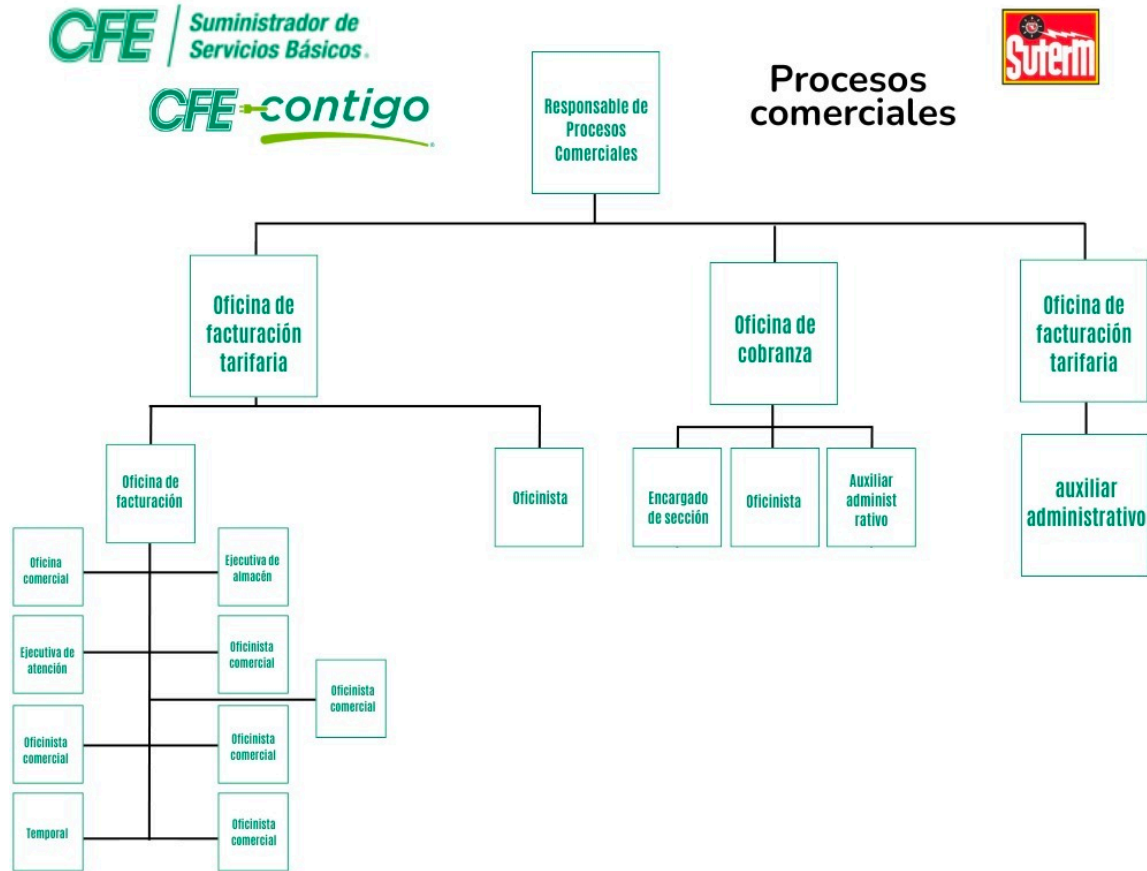 CFE
Suministrador de
Servicios Básicos.
CFE contigo
Procesos
comerciales
Suterm
Responsable de
Procesos
Comerciales
Oficina de
facturación
tarifaria
Oficina de
cobranza
Oficina de
facturación
tarifaria
Oficina de
facturación
Oficinista
Encargado
de sección
Oficinista
Auxiliar
administ
rativo
auxiliar
administrativo
Oficina
comercial
Ejecutiva de
almacén
Ejecutiva de
atención
Oficinista
comercial
Oficinista
comercial
Oficinista
comercial
Oficinista
comercial
Temporal
Oficinista
comercial